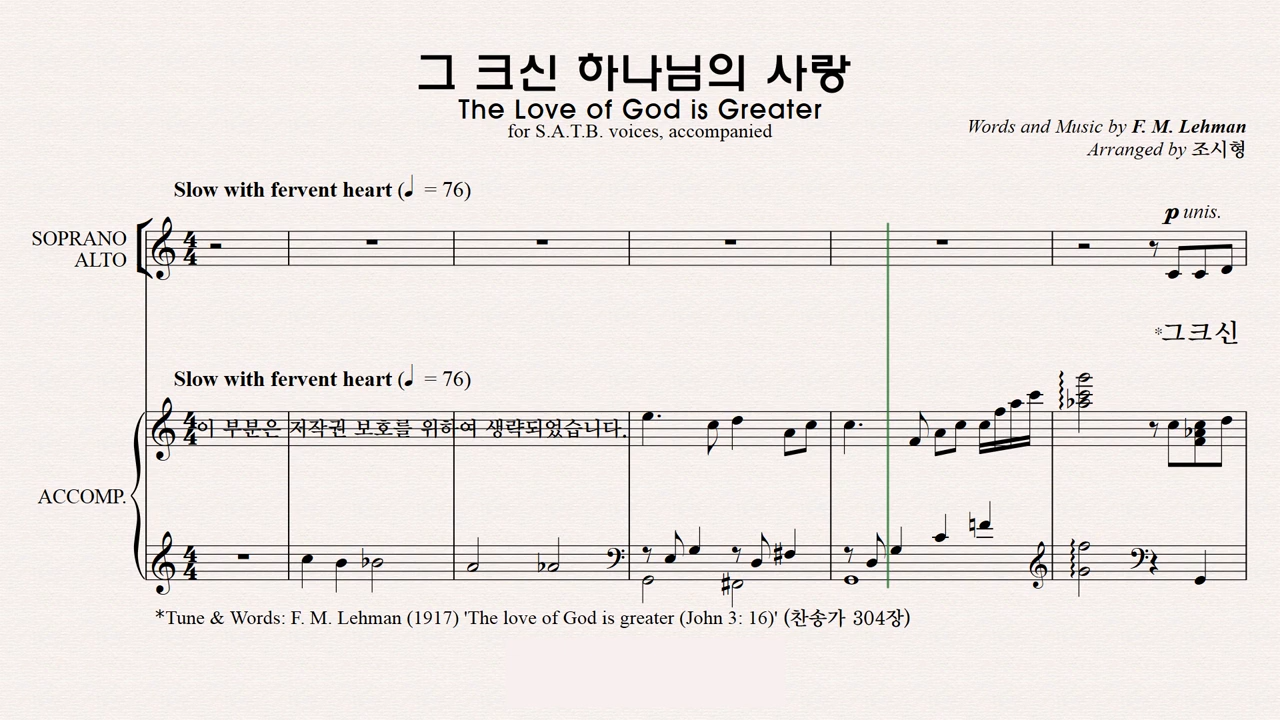 그 크신 하나님의 사랑
The Love of God is Greater
for S.A.T.B. voices, accompanied
Words and Music by F. M. Lehman
Arranged by 조시형
Slow with fervent heart (♩ = 76)
p unis.
SOPRANO
ALTO
*그크신
Slow with fervent heart (♩ = 76)
이 부분은 저작권 보호를 위하여 생략되었습니다.
ACCOMP.
*Tune & Words: F. M. Lehman (1917) 'The love of God is greater (John 3: 16)' (찬송가 304장)